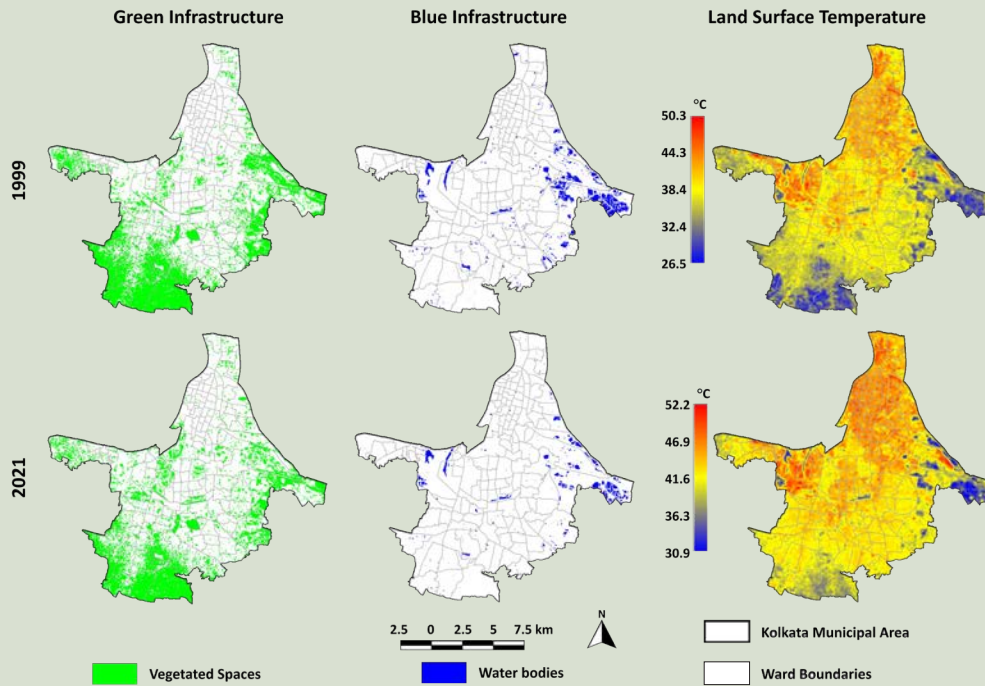 Green Infrastructure
Blue Infrastructure
Land Surface Temperature
1999
°C
50.3
44.3
38.4
32.4
26.5
2021
°C
52.2
46.9
41.6
36.3
30.9
2.5 0 2.5 5 7.5 km
N
Kolkata Municipal Area
Vegetated Spaces
Water bodies
Ward Boundaries